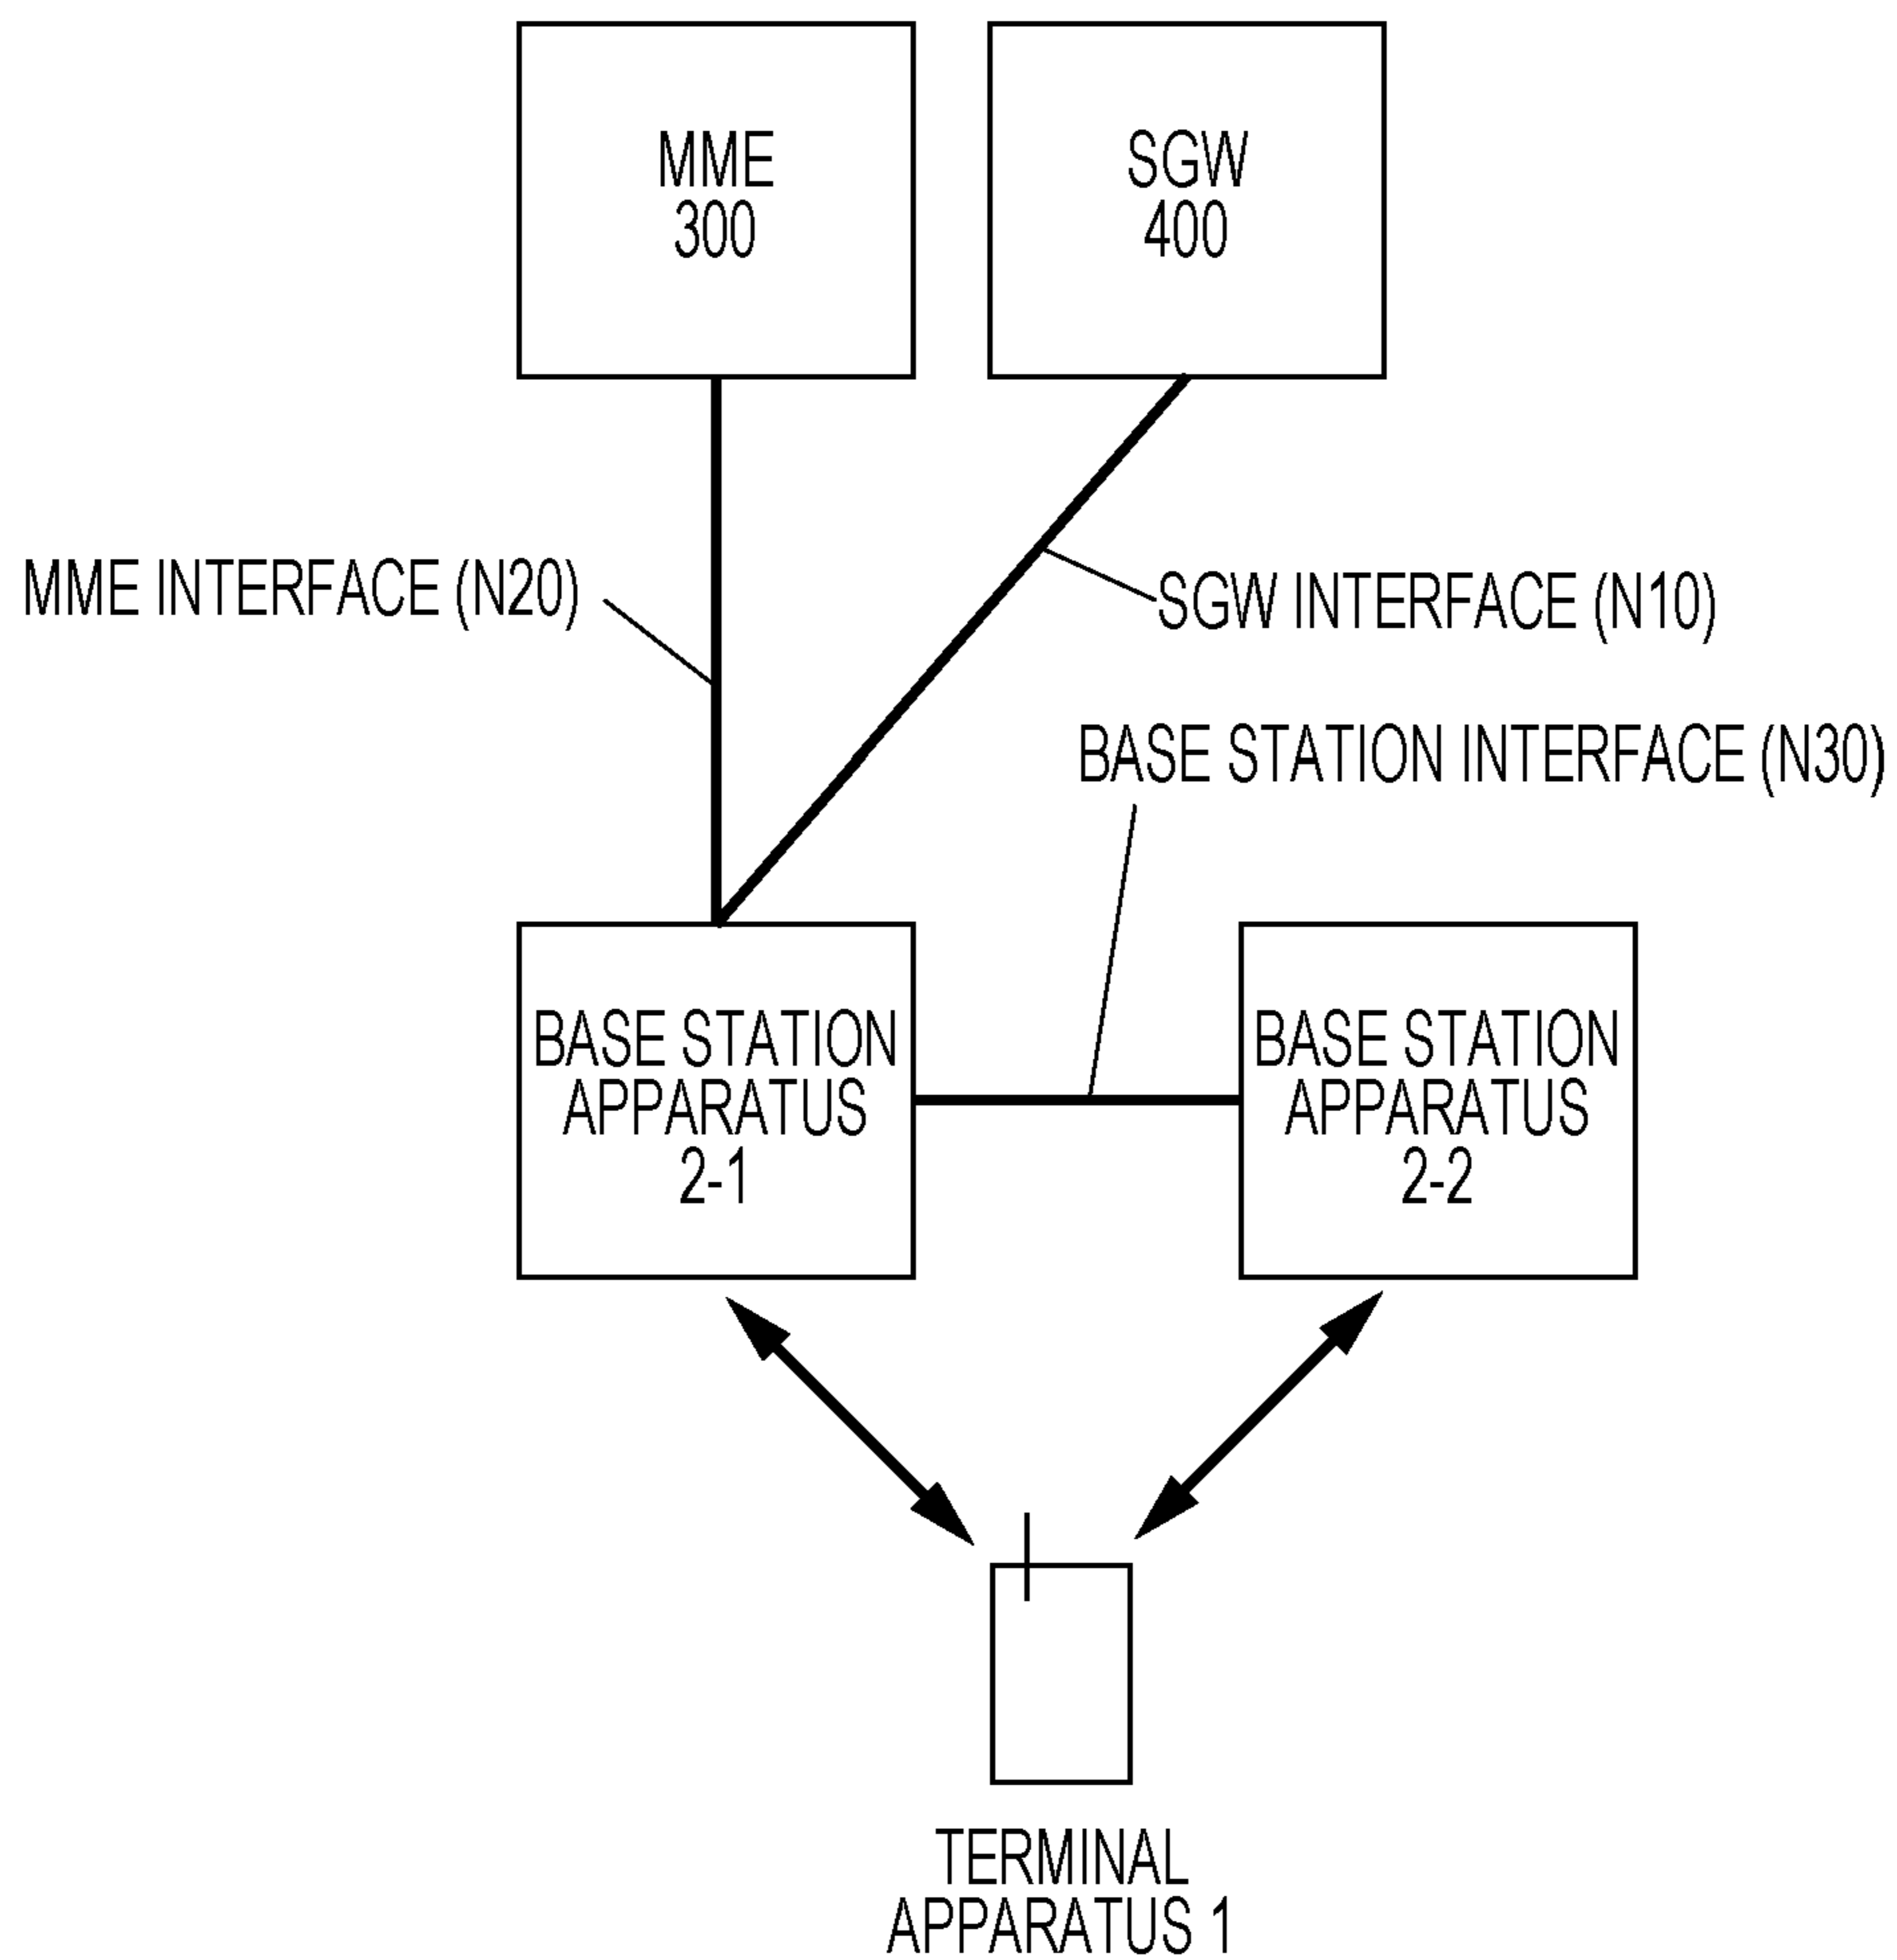 MME
300
SGW
400
MME INTERFACE (N20)
SGW INTERFACE (N10)
BASE STATION INTERFACE (N30)
BASE STATION
APPARATUS
2-1
BASE STATION
APPARATUS
2-2
TERMINAL
APPARATUS 1